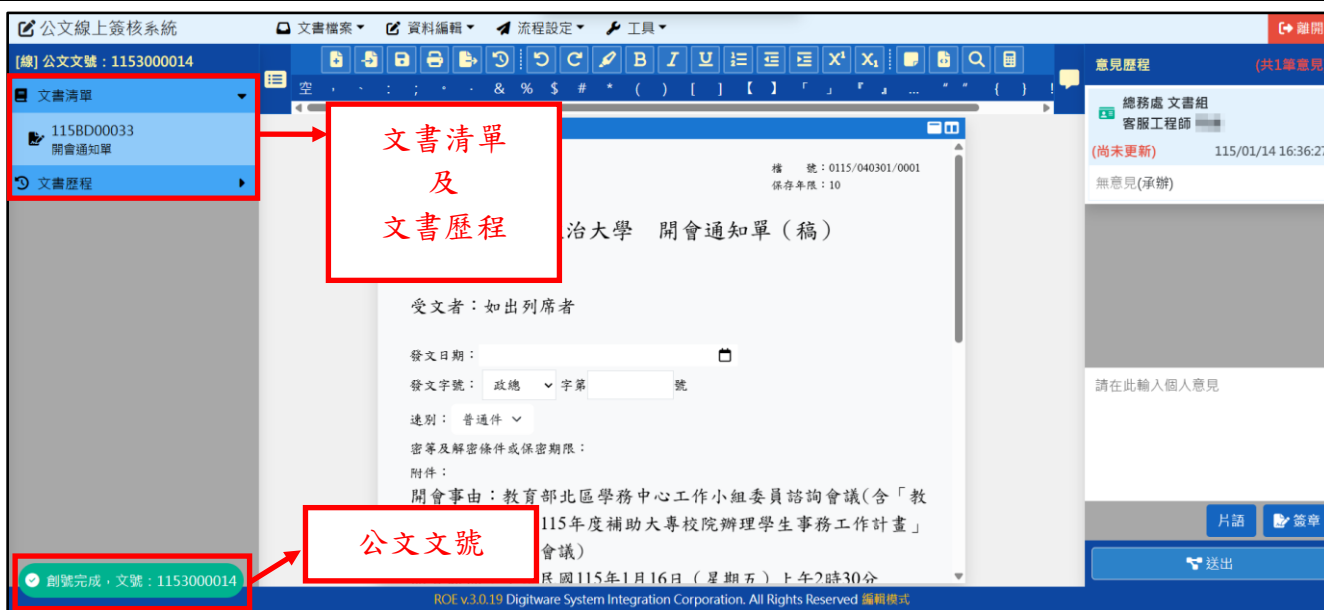 公文線上簽核系統
文書檔案 資料編輯 流程設定 工具
離開
[線] 公文文號：1153000014
文書清單
115BD00033
開會通知單
文書歷程
B I U X¹ X₁
空 ， 、 ： ； 。 · & % $ # * ( ) [ ] 【 】 「 」 『 』 … “ ” { } !
文書清單
及
文書歷程
檔 號：0115/040301/0001
保存年限：10
治大學 開會通知單（稿）
受文者：如出列席者
發文日期：
發文字號： 政總 字第 號
速別： 普通件
密等及解密條件或保密期限：
附件：
開會事由：教育部北區學務中心工作小組委員諮詢會議(含「教
115年度補助大專校院辦理學生事務工作計畫」
會議)
民國115年1月16日（星期五）上午2時30分
公文文號
創號完成，文號：1153000014
意見歷程
(共1筆意見
總務處 文書組
客服工程師
(尚未更新) 115/01/14 16:36:27
無意見(承辦)
請在此輸入個人意見
片語 簽章
送出
ROE v.3.0.19 Digitware System Integration Corporation. All Rights Reserved 編輯模式